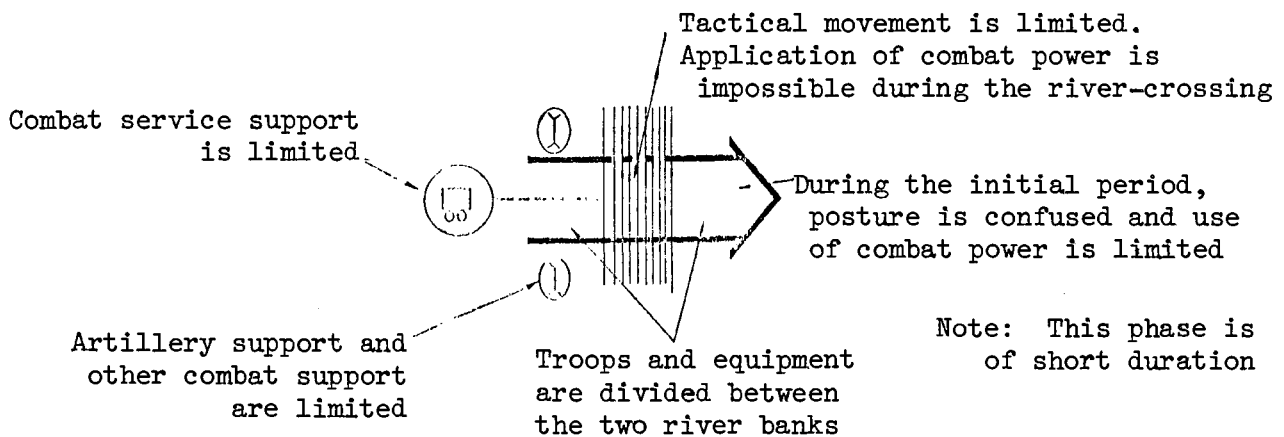 Tactical movement is limited.
Application of combat power is
impossible during the river-crossing
Combat service support
is limited
During the initial period,
posture is confused and use
of combat power is limited
Artillery support and
other combat support
are limited
Troops and equipment
are divided between
the two river banks
Note: This phase is
of short duration